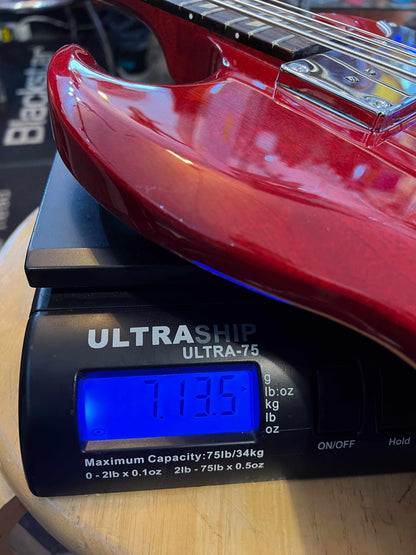 Blackstar
ULTRASHIP
ULTRA-75
7.13.5
g
lb:oz
kg
lb
oz
Maximum Capacity:75lb/34kg
0 - 2lb x 0.1oz 2lb - 75lb x 0.5oz
ON/OFF
Hold